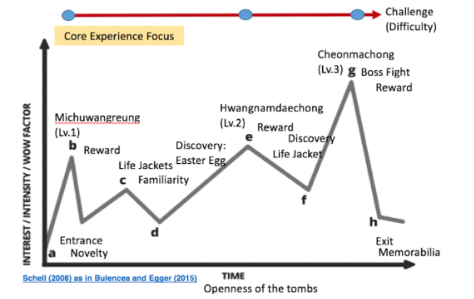 Challenge
(Difficulty)
Core Experience Focus
Cheonmachong
(Lv.3) g Boss Fight
Reward
Michuwangreung
(Lv.1)
b Reward
Hwangnamdaechong
(Lv.2) Reward
e
Discovery:
Easter Egg
Discovery
Life Jacket
Life Jackets
c Familiarity
d
f
h
Entrance
Novelty
a
Exit
Memorabilia
INTEREST / INTENSITY / WOW FACTOR
Schell (2008) as in Bulencea and Egger (2015)
TIME
Openness of the tombs